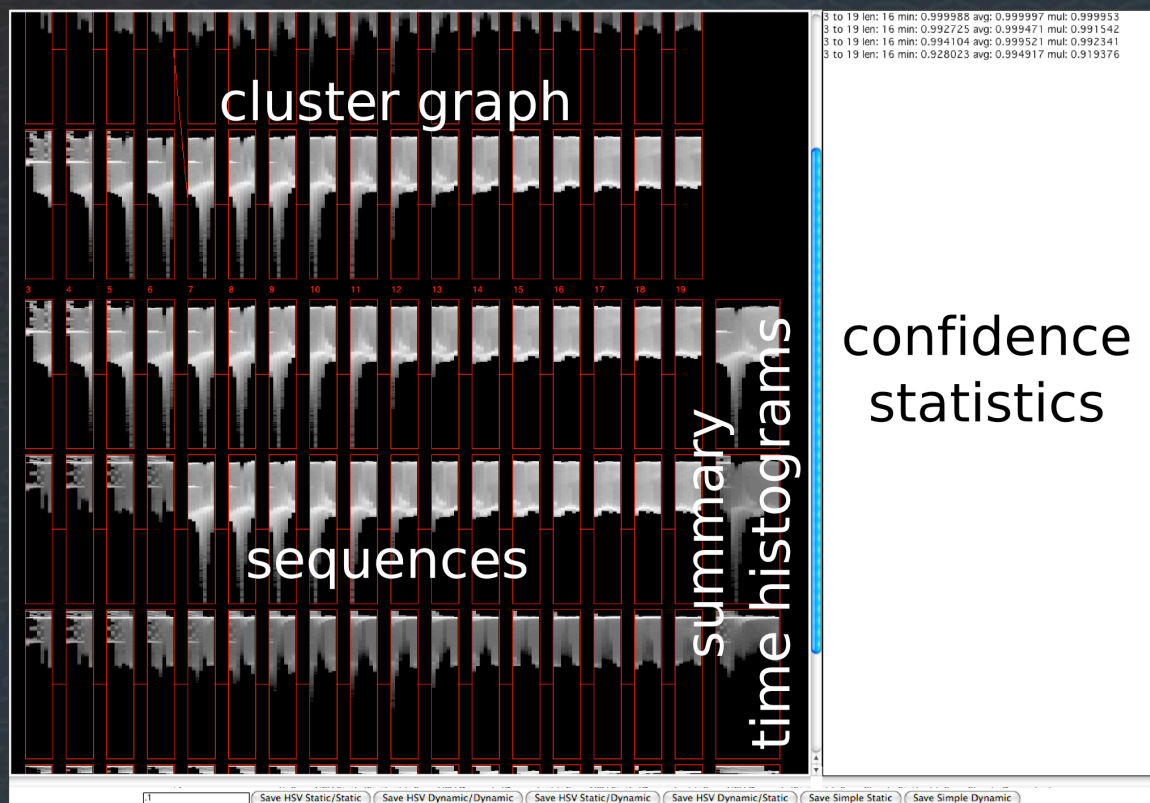 3 to 19 len: 16 min: 0.999988 avg: 0.999997 mul: 0.999953
3 to 19 len: 16 min: 0.992725 avg: 0.999471 mul: 0.991542
3 to 19 len: 16 min: 0.994104 avg: 0.999521 mul: 0.992341
3 to 19 len: 16 min: 0.928023 avg: 0.994917 mul: 0.919376
cluster graph
3 4 5 6 7 8 9 10 11 12 13 14 15 16 17 18 19
confidence
statistics
sequences
summary
time histograms
.1 Save HSV Static/Static Save HSV Dynamic/Dynamic Save HSV Static/Dynamic Save HSV Dynamic/Static Save Simple Static Save Simple Dynamic